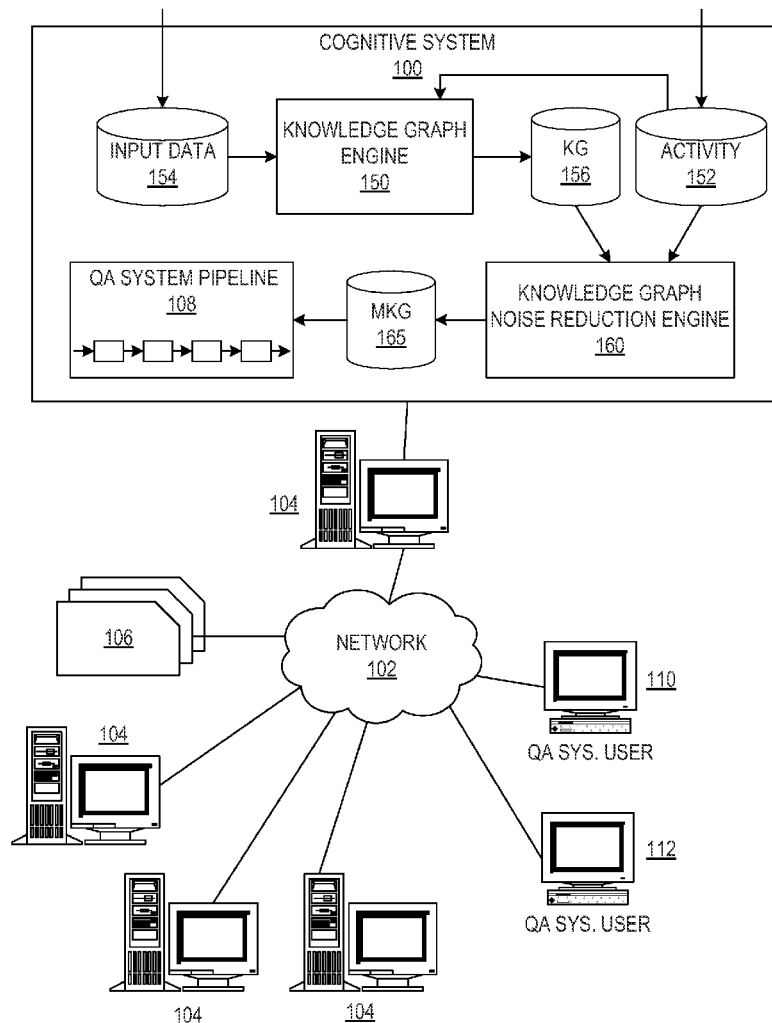 COGNITIVE SYSTEM
100
INPUT DATA
154
KNOWLEDGE GRAPH
ENGINE
150
KG
156
ACTIVITY
152
QA SYSTEM PIPELINE
108
MKG
165
KNOWLEDGE GRAPH
NOISE REDUCTION ENGINE
160
104
106
NETWORK
102
110
QA SYS. USER
104
112
QA SYS. USER
104
104